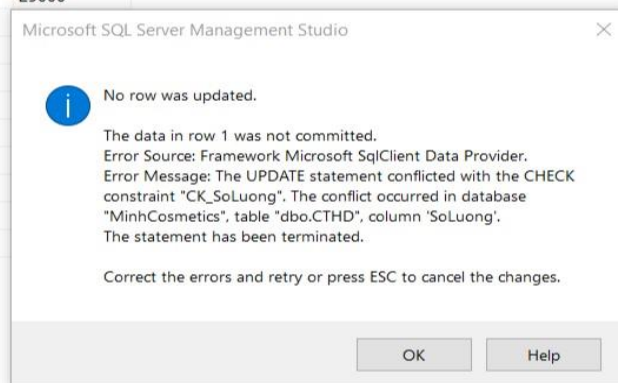 Microsoft SQL Server Management Studio
No row was updated.
The data in row 1 was not committed.
Error Source: Framework Microsoft SqlClient Data Provider.
Error Message: The UPDATE statement conflicted with the CHECK
constraint "CK_SoLuong". The conflict occurred in database
"MinhCosmetics", table "dbo.CTHD", column 'SoLuong'.
The statement has been terminated.
Correct the errors and retry or press ESC to cancel the changes.
OK
Help